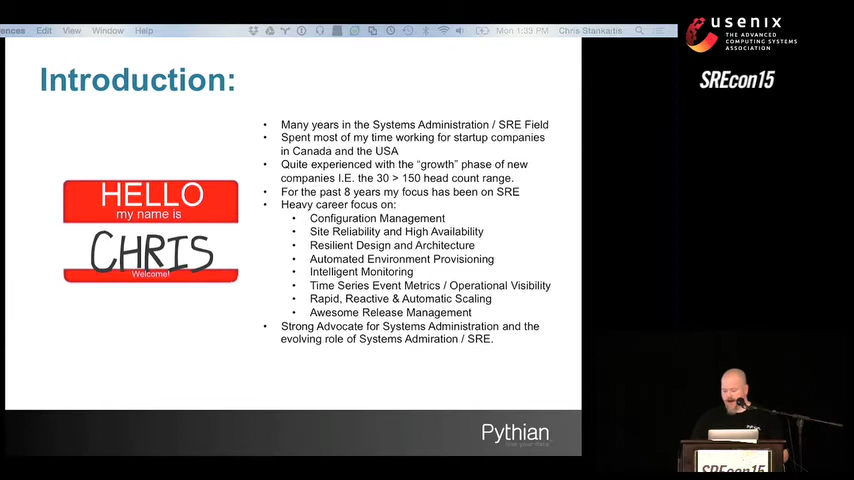 ences Edit View Window Help
Mon 1:33 PM Chris Stankaitis
usenix
THE ADVANCED
COMPUTING SYSTEMS
ASSOCIATION
SREcon15
Introduction:
• Many years in the Systems Administration / SRE Field
• Spent most of my time working for startup companies
in Canada and the USA
• Quite experienced with the “growth” phase of new
companies I.E. the 30 > 150 head count range.
• For the past 8 years my focus has been on SRE
• Heavy career focus on:
• Configuration Management
• Site Reliability and High Availability
• Resilient Design and Architecture
• Automated Environment Provisioning
• Intelligent Monitoring
• Time Series Event Metrics / Operational Visibility
• Rapid, Reactive & Automatic Scaling
• Awesome Release Management
• Strong Advocate for Systems Administration and the
evolving role of Systems Admiration / SRE.
HELLO
my name is
CHRIS
Welcome!
Pythian
love your data
SREcon15